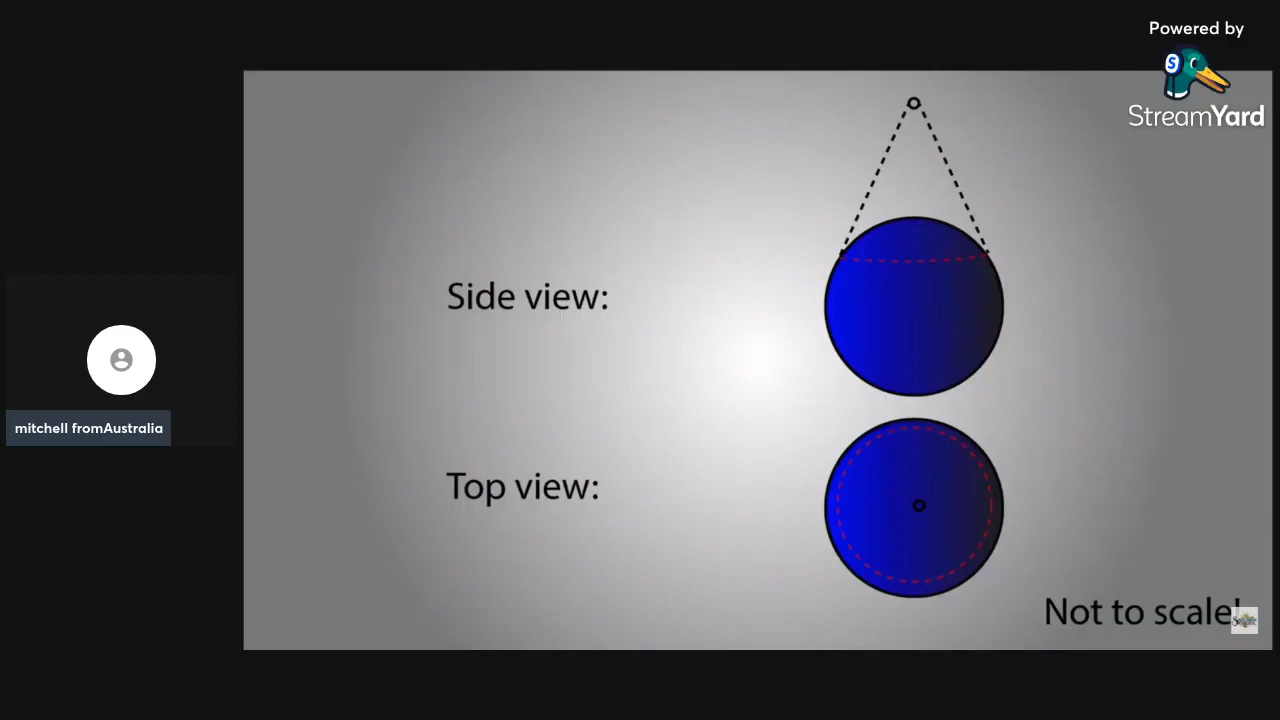 Powered by
StreamYard
Side view:
mitchell fromAustralia
Top view:
Not to scale!